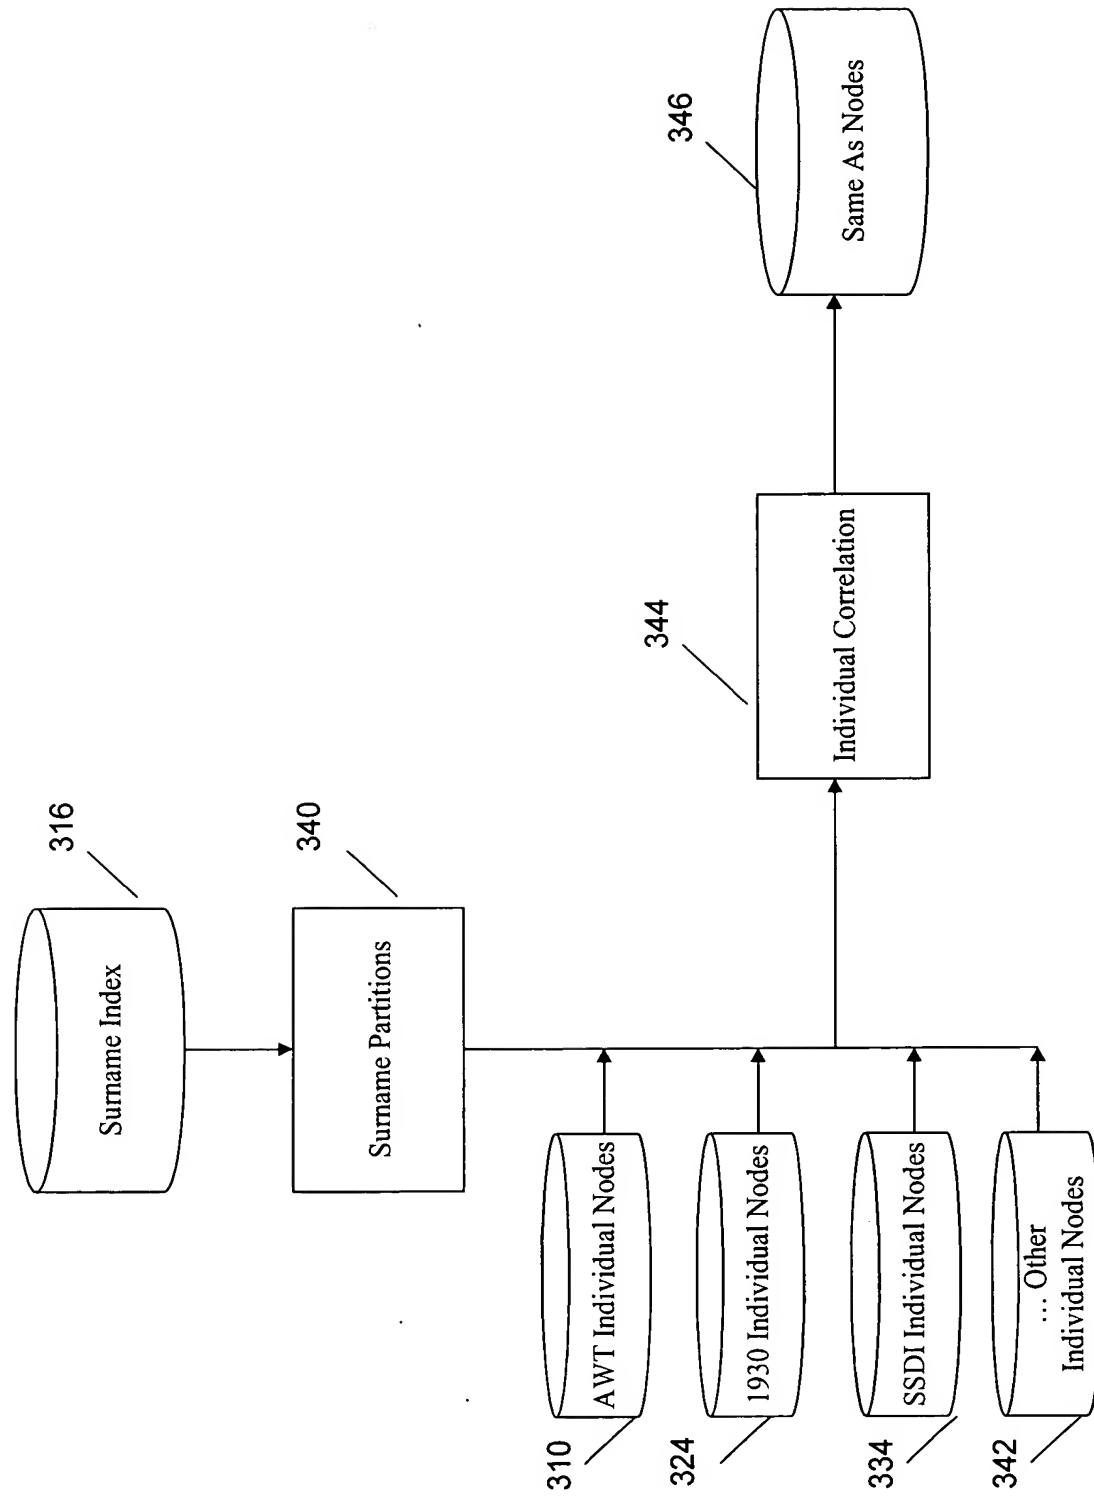 316
Surname Index
340
Surname Partitions
310
AWT Individual Nodes
324
1930 Individual Nodes
334
SSDI Individual Nodes
342
... Other
Individual Nodes
344
Individual Correlation
346
Same As Nodes